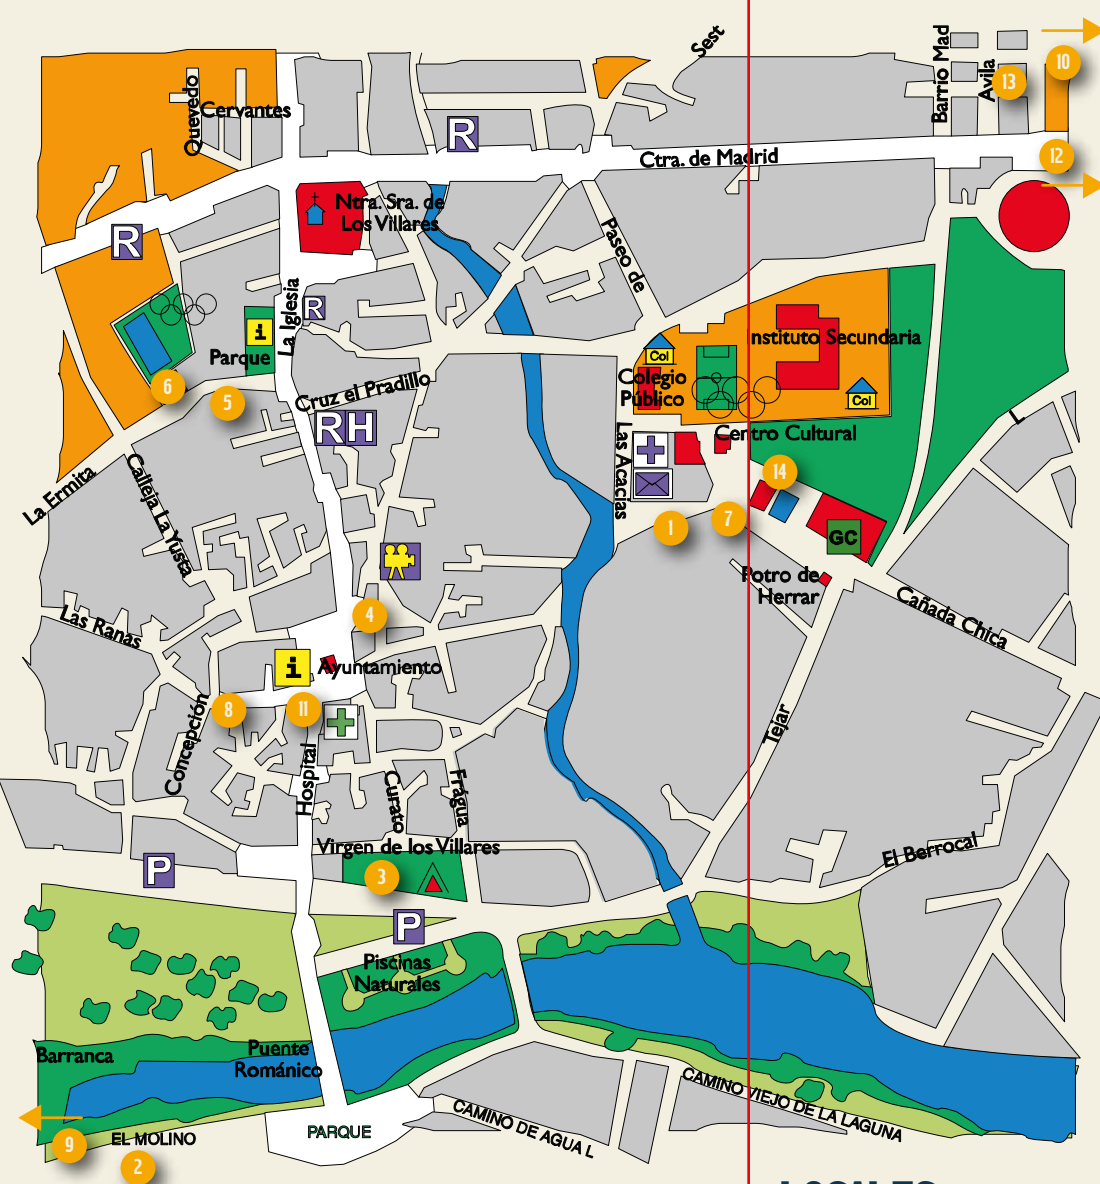 Sest
Barrio Mad
Avila
10
13
Quevedo
Cervantes
R
Ctra. de Madrid
12
Ntra. Sra. de
Los Villares
R
Paseo de
La Iglesia
R
i
Parque
Instituto Secundaria
Col
Colegio
Público
Col
6
5
Cruz el Pradillo
RH
Las Acacias
Centro Cultural
L
14
La Ermita
Calleja La Yusta
1
7
GC
Potro de
Herrar
Cañada Chica
Las Ranas
4
i
Ayuntamiento
8
11
Concepción
Hospital
Curato
Frágua
Tejar
Virgen de los Villares
El Berrocal
P
3
P
Piscinas
Naturales
Barranca
Puente
Románico
CAMINO VIEJO DE LA LAGUNA
CAMINO DE AGUA L
9
EL MOLINO
2
PARQUE